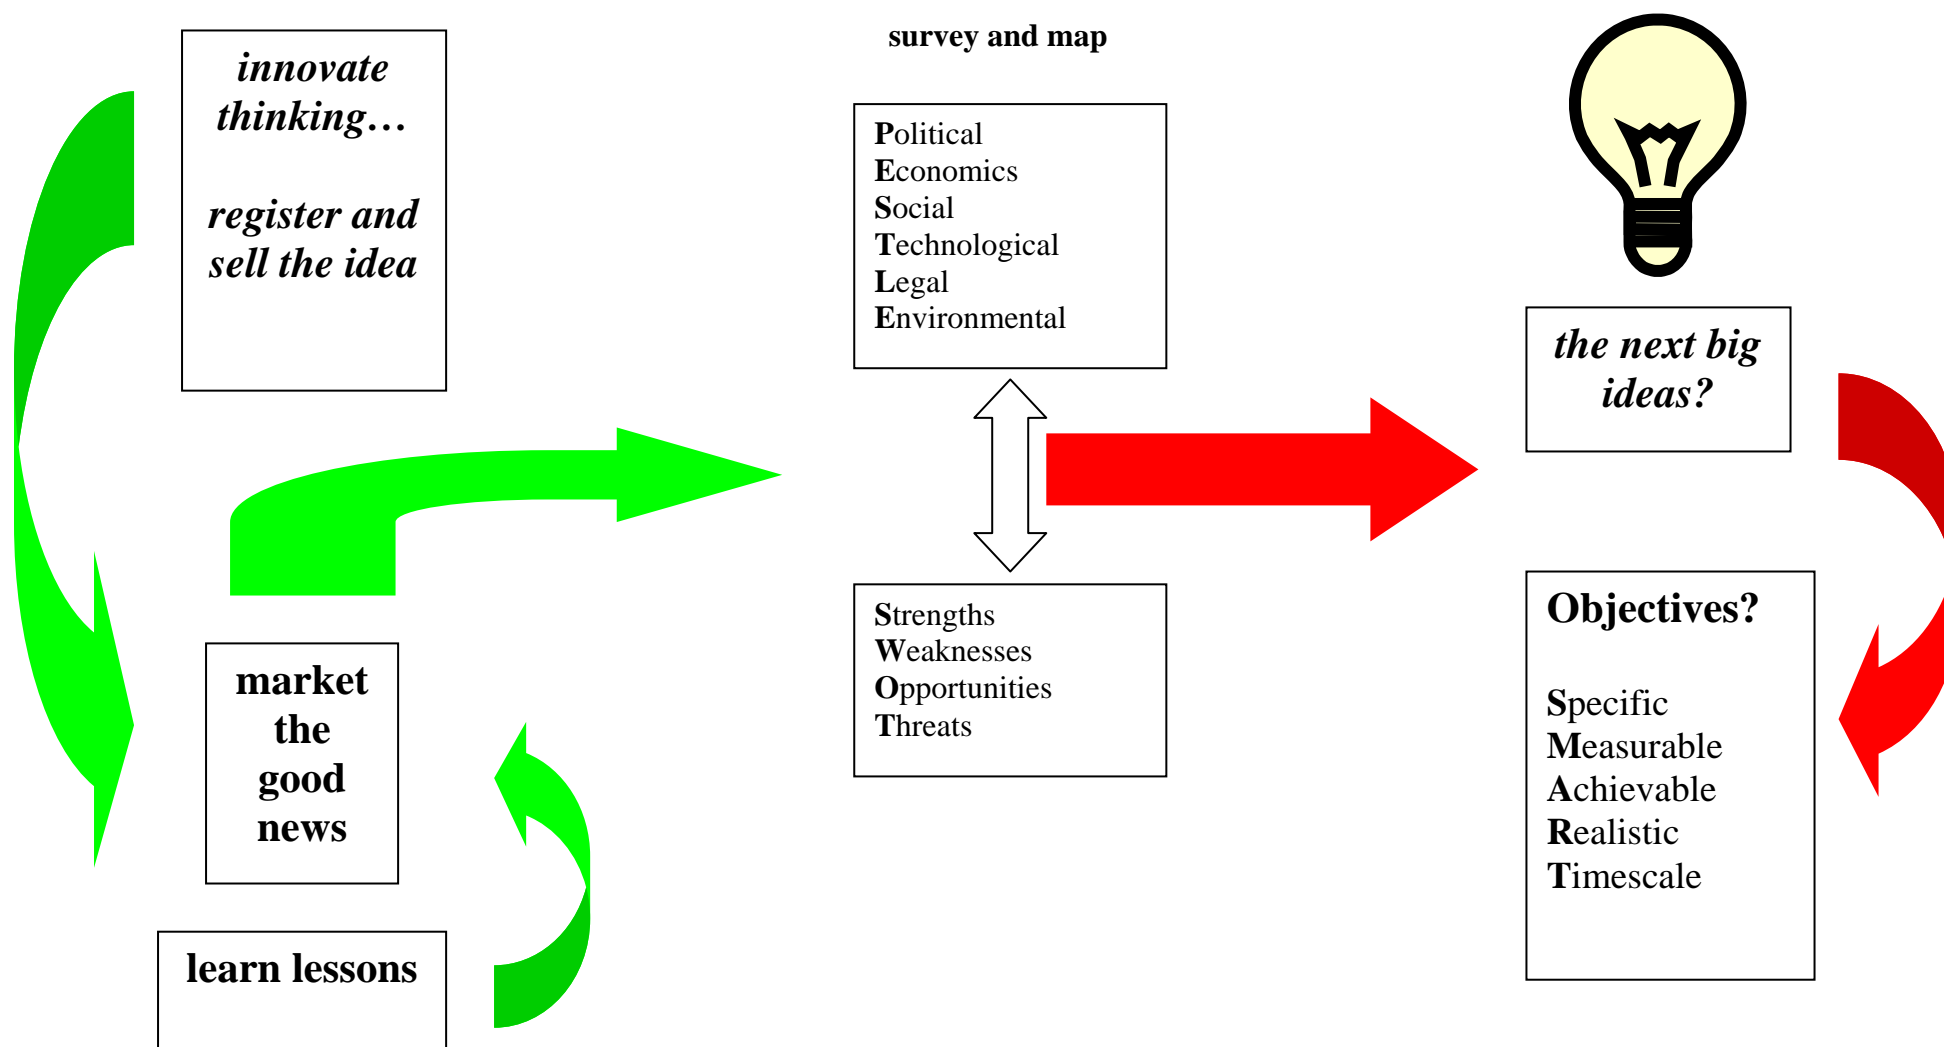 innovate
thinking…
register and
sell the idea
market
the
good
news
learn lessons
survey and map
Political
Economics
Social
Technological
Legal
Environmental
Strengths
Weaknesses
Opportunities
Threats
the next big
ideas?
Objectives?
Specific
Measurable
Achievable
Realistic
Timescale